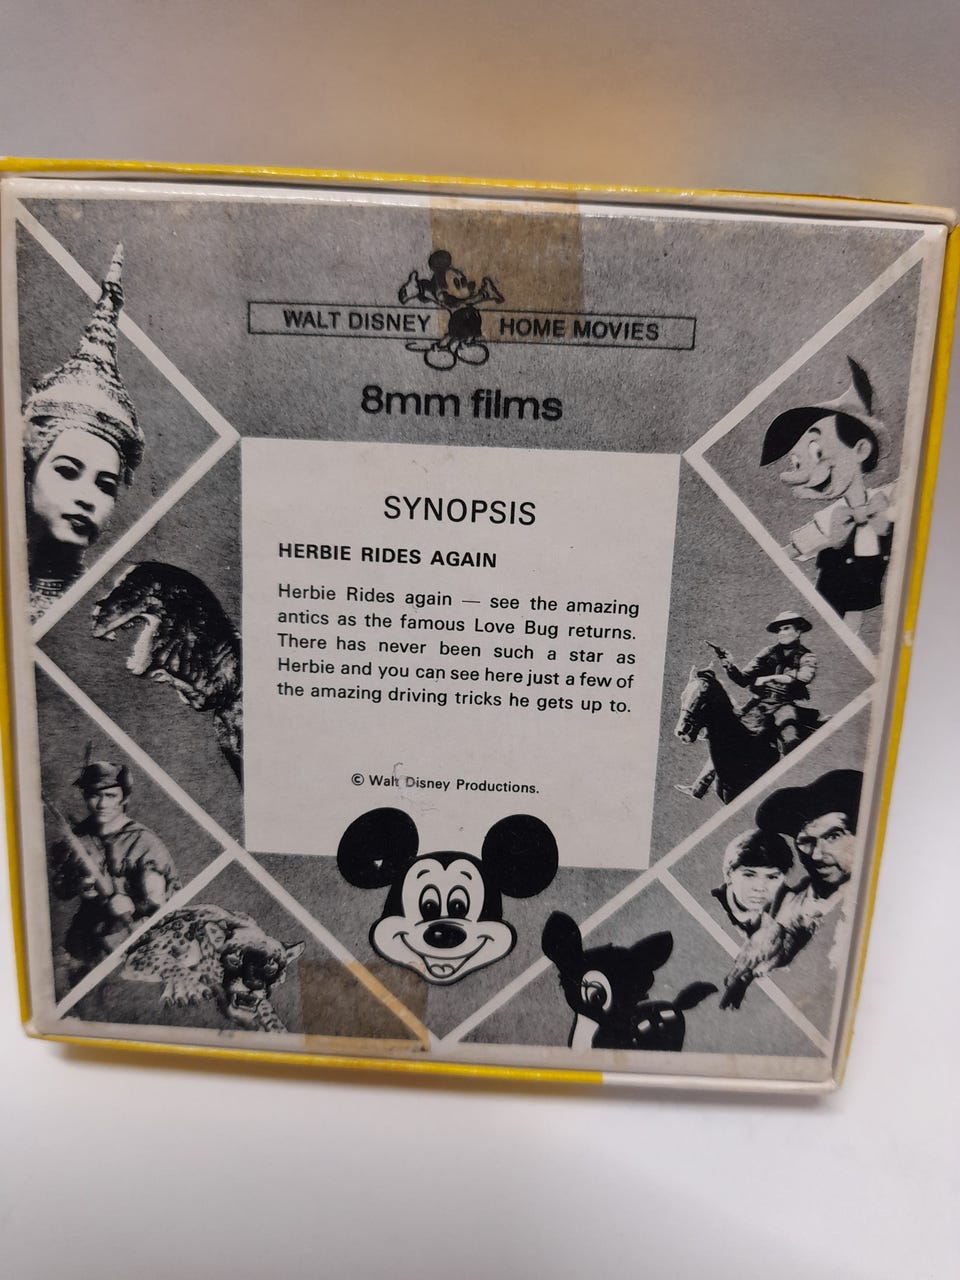 WALT DISNEY HOME MOVIES
8mm films
SYNOPSIS
HERBIE RIDES AGAIN
Herbie Rides again — see the amazing
antics as the famous Love Bug returns.
There has never been such a star as
Herbie and you can see here just a few of
the amazing driving tricks he gets up to.
© Walt Disney Productions.